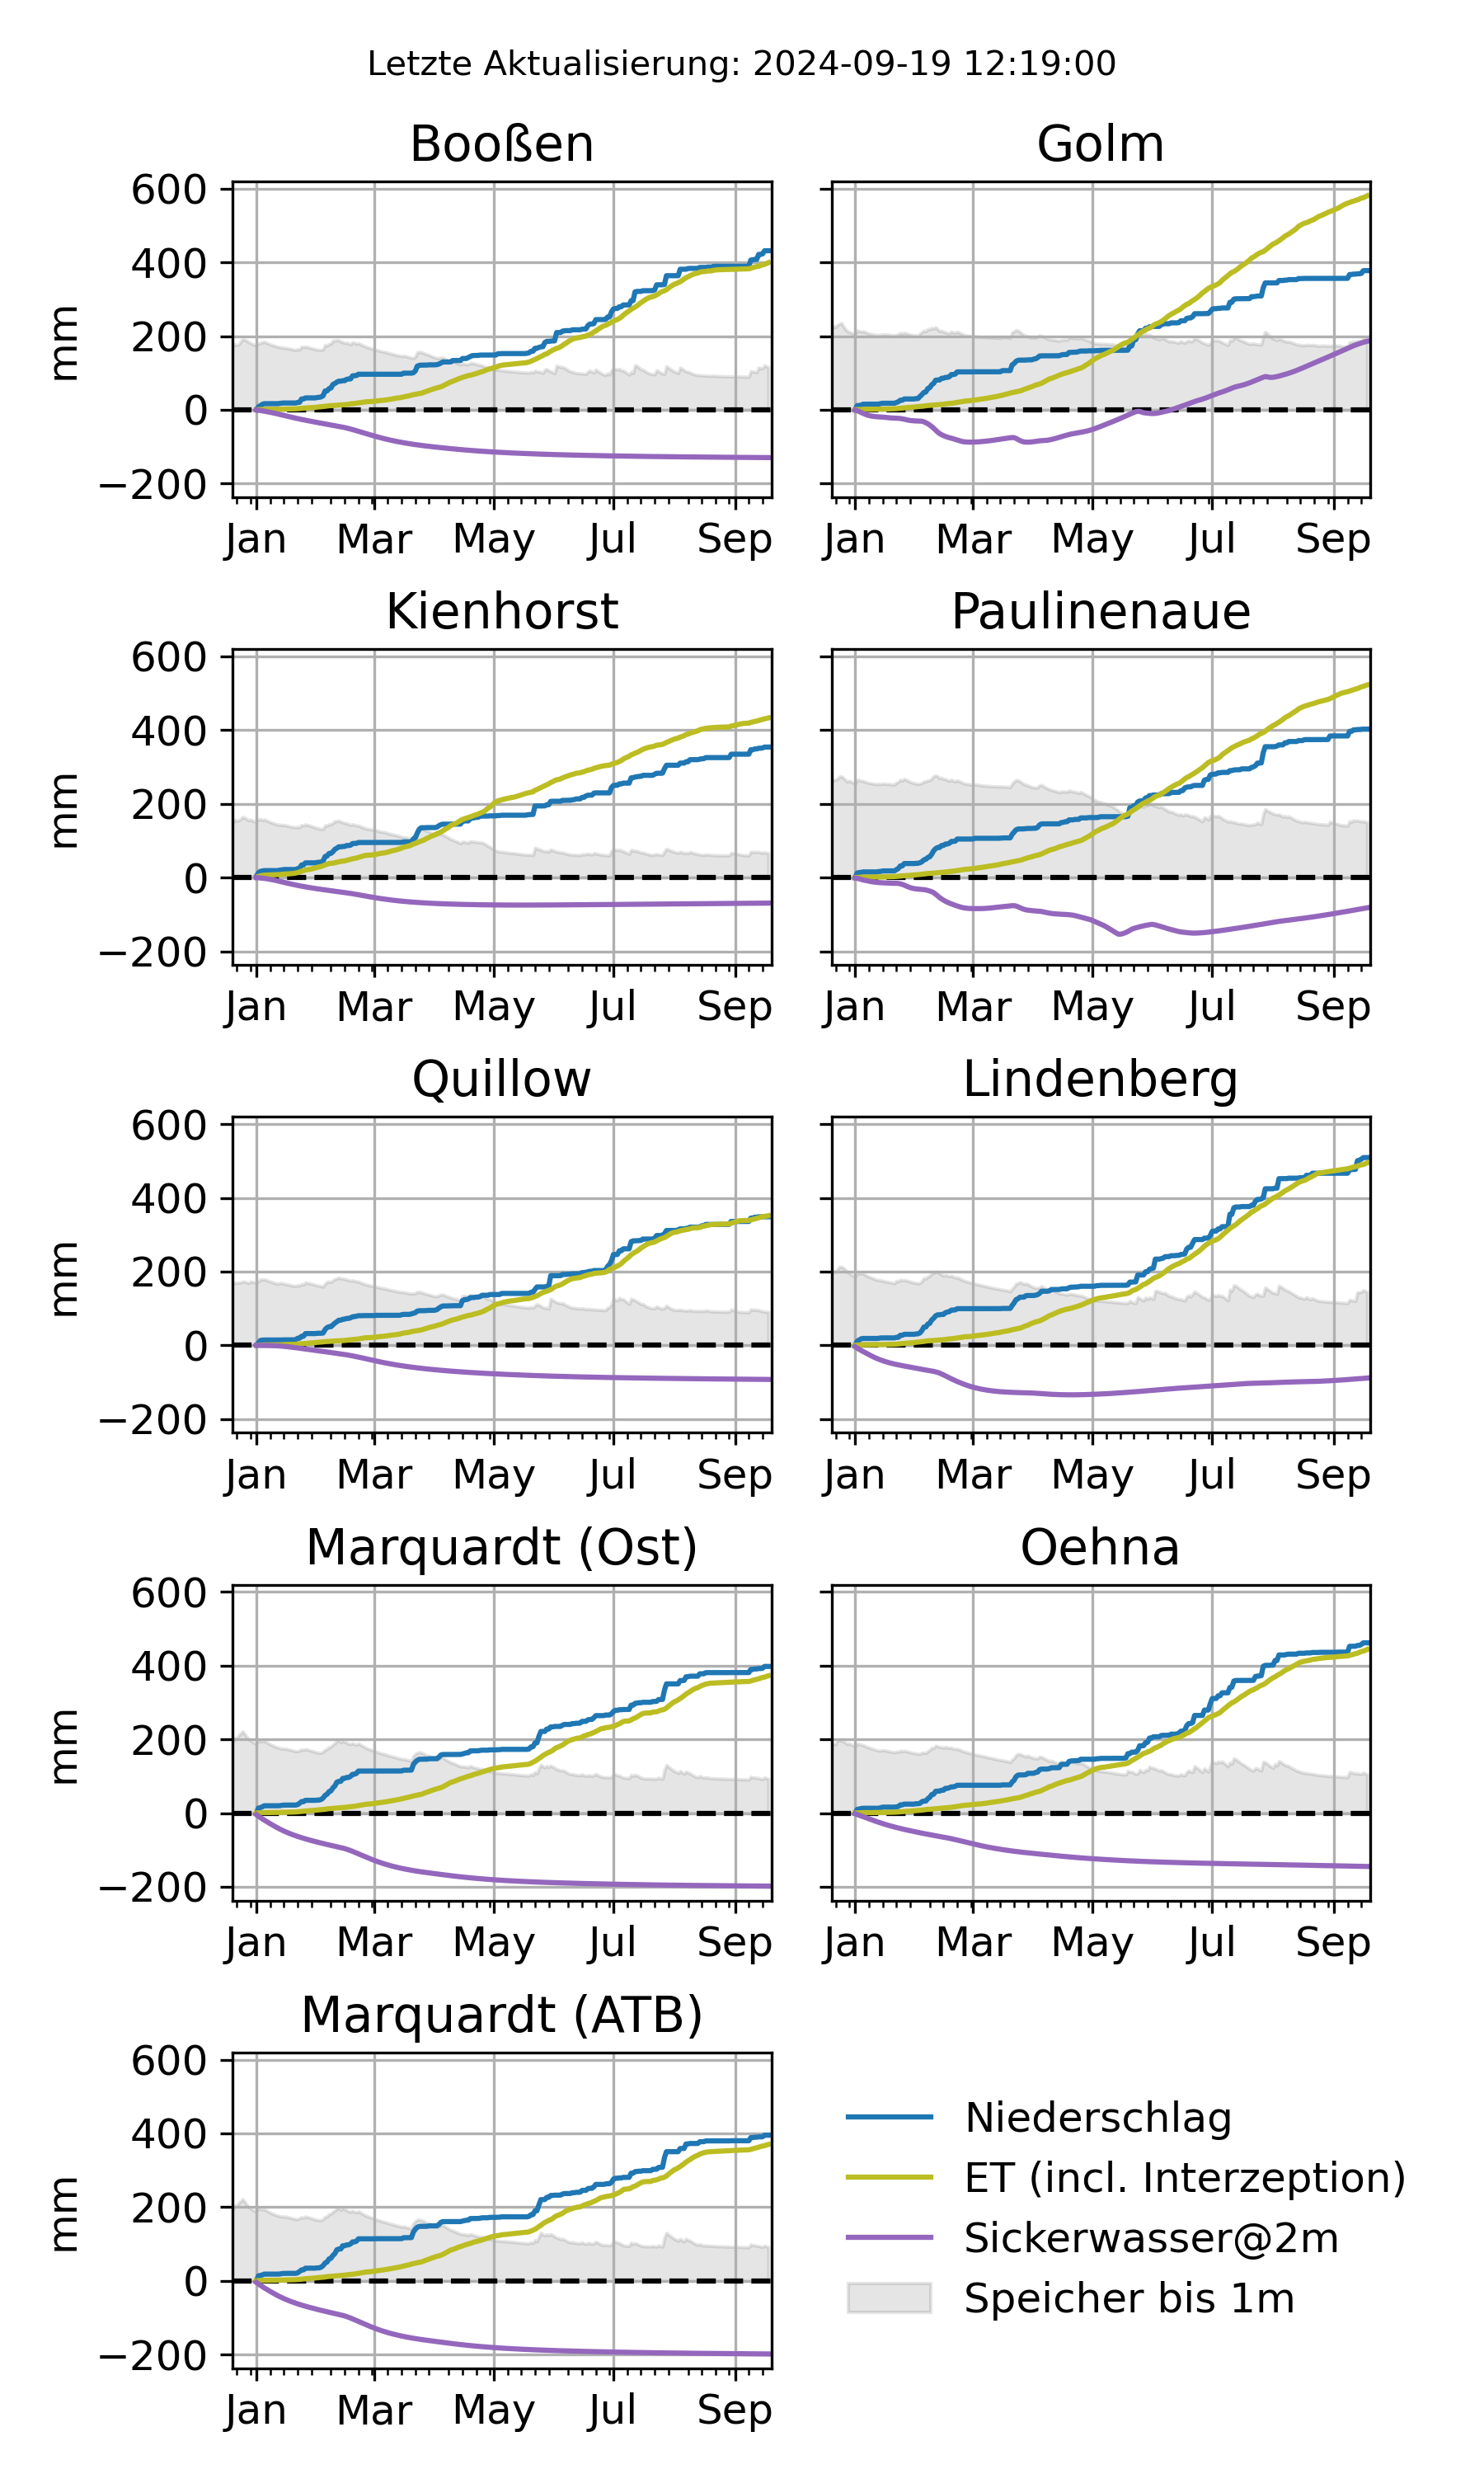 Letzte Aktualisierung: 2024-09-19 12:19:00
Booßen
Golm
600
400
200
0
−200
mm
Jan Mar May Jul Sep
Jan Mar May Jul Sep
Kienhorst
Paulinenaue
600
400
200
0
−200
mm
Jan Mar May Jul Sep
Jan Mar May Jul Sep
Quillow
Lindenberg
600
400
200
0
−200
mm
Jan Mar May Jul Sep
Jan Mar May Jul Sep
Marquardt (Ost)
Oehna
600
400
200
0
−200
mm
Jan Mar May Jul Sep
Jan Mar May Jul Sep
Marquardt (ATB)
600
400
200
0
−200
mm
Jan Mar May Jul Sep
Niederschlag
ET (incl. Interzeption)
Sickerwasser@2m
Speicher bis 1m